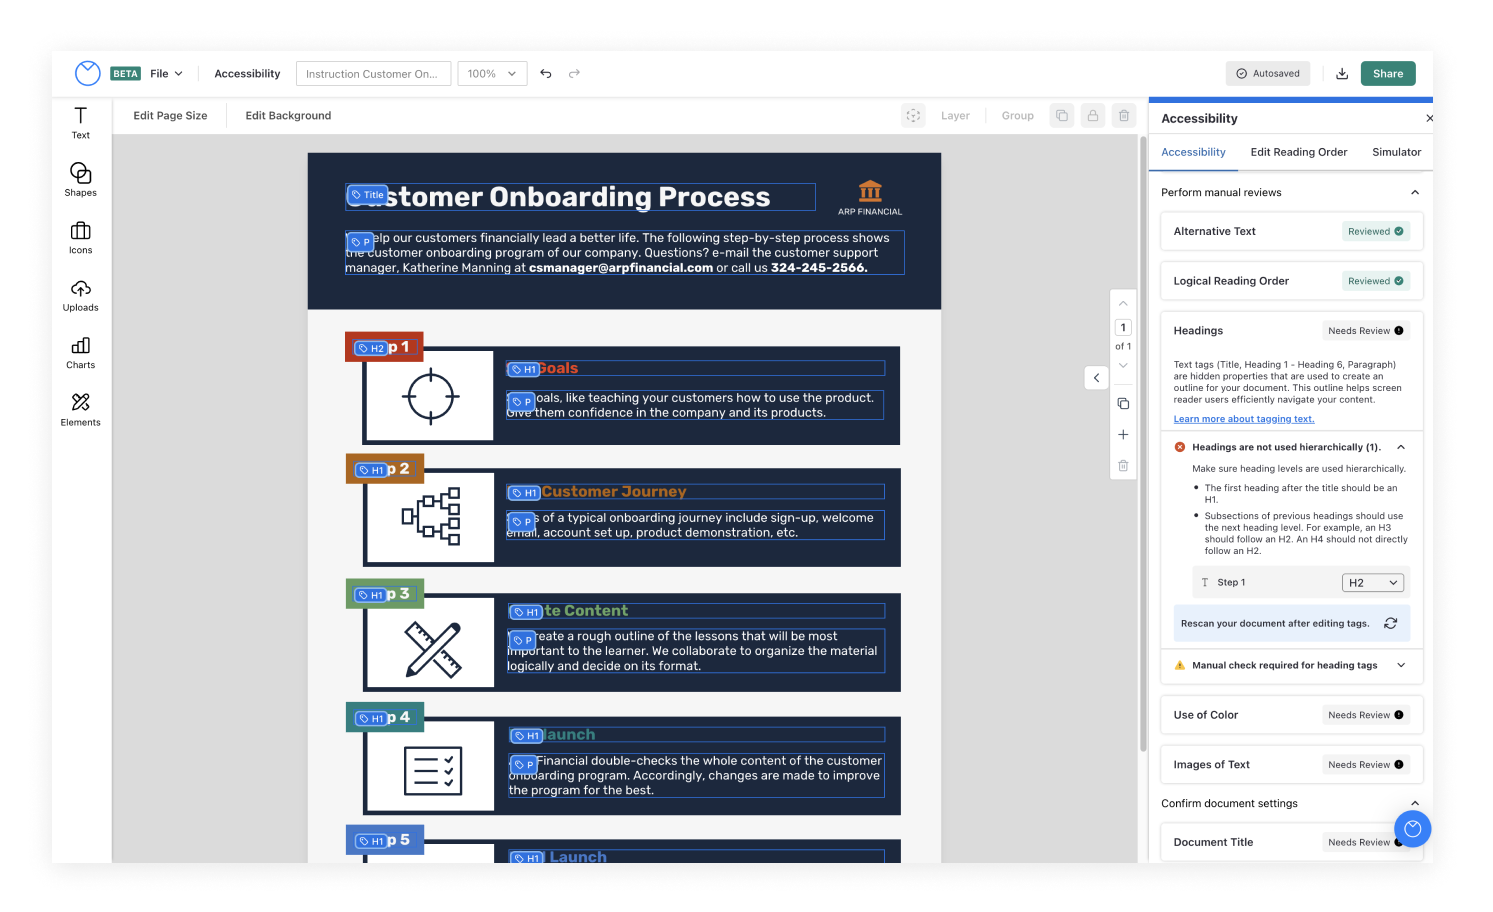 BETA File Accessibility Instruction Customer On... 100% Autosaved Share
Text
Shapes
Icons
Uploads
Charts
Elements
Edit Page Size Edit Background Layer Group
Title
stomer Onboarding Process
ARP FINANCIAL
P
elp our customers financially lead a better life. The following step-by-step process shows
the customer onboarding program of our company. Questions? e-mail the customer support
manager, Katherine Manning at csmanager@arpfinancial.com or call us 324-245-2566.
H2 p 1
H1 Goals
P oals, like teaching your customers how to use the product.
Give them confidence in the company and its products.
H1 p 2
H1 Customer Journey
P s of a typical onboarding journey include sign-up, welcome
email, account set up, product demonstration, etc.
H1 p 3
H1 te Content
P reate a rough outline of the lessons that will be most
important to the learner. We collaborate to organize the material
logically and decide on its format.
H1 p 4
H1 launch
P Financial double-checks the whole content of the customer
onboarding program. Accordingly, changes are made to improve
the program for the best.
H1 p 5
H1 Launch
1
of 1
Accessibility
Accessibility Edit Reading Order Simulator
Perform manual reviews
Alternative Text Reviewed
Logical Reading Order Reviewed
Headings Needs Review
Text tags (Title, Heading 1 - Heading 6, Paragraph)
are hidden properties that are used to create an
outline for your document. This outline helps screen
reader users efficiently navigate your content.
Learn more about tagging text.
Headings are not used hierarchically (1).
Make sure heading levels are used hierarchically.
• The first heading after the title should be an
H1.
• Subsections of previous headings should use
the next heading level. For example, an H3
should follow an H2. An H4 should not directly
follow an H2.
T Step 1 H2
Rescan your document after editing tags.
Manual check required for heading tags
Use of Color Needs Review
Images of Text Needs Review
Confirm document settings
Document Title Needs Review